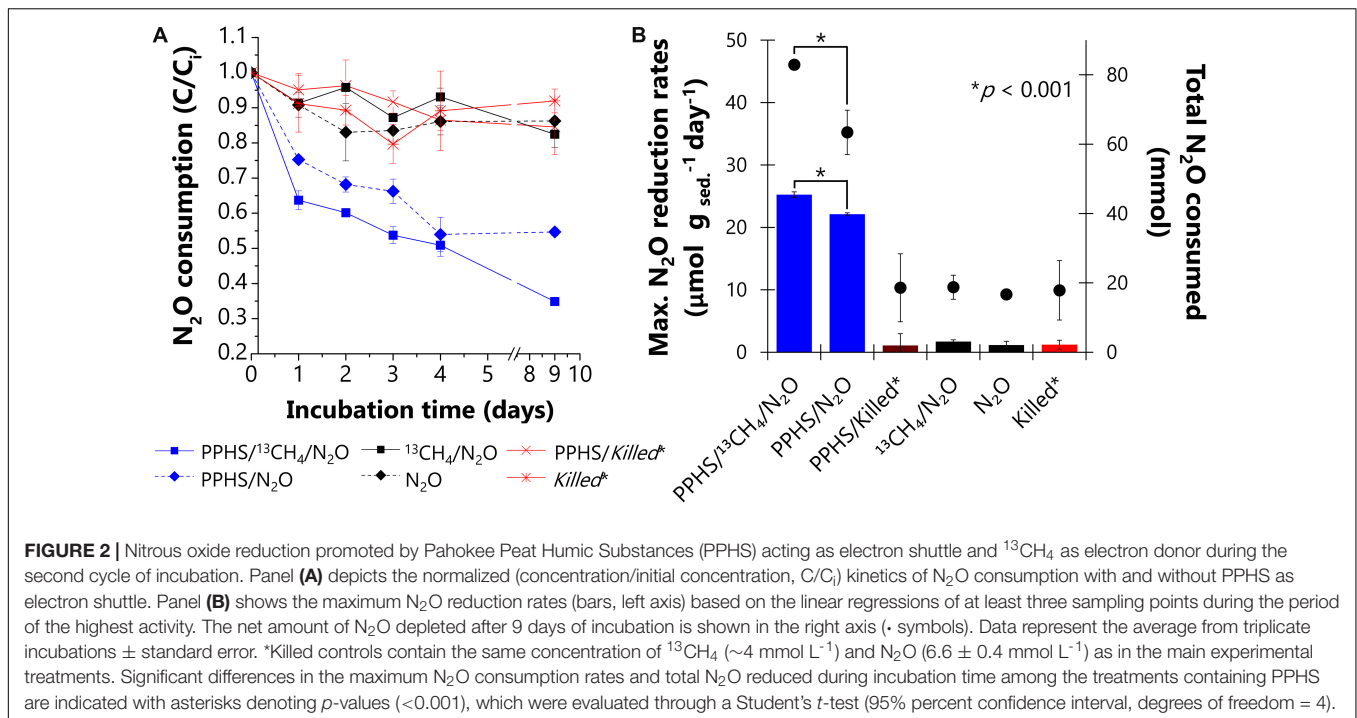 A
1.1
1.0
0.9
0.8
0.7
0.6
0.5
0.4
0.3
0.2
N₂O consumption (C/Cᵢ)
0 1 2 3 4 5 8 9 10
Incubation time (days)
PPHS/¹³CH₄/N₂O ¹³CH₄/N₂O PPHS/Killed*
PPHS/N₂O N₂O Killed*
B
50
40
30
20
10
0
Max. N₂O reduction rates
(µmol g sed.⁻¹ day⁻¹)
* *
*p < 0.001
80
60
40
20
0
Total N₂O consumed
(mmol)
PPHS/¹³CH₄/N₂O
PPHS/N₂O
PPHS/Killed*
¹³CH₄/N₂O
N₂O
Killed*
FIGURE 2 | Nitrous oxide reduction promoted by Pahokee Peat Humic Substances (PPHS) acting as electron shuttle and ¹³CH₄ as electron donor during the
second cycle of incubation. Panel (A) depicts the normalized (concentration/initial concentration, C/Cᵢ) kinetics of N₂O consumption with and without PPHS as
electron shuttle. Panel (B) shows the maximum N₂O reduction rates (bars, left axis) based on the linear regressions of at least three sampling points during the period
of the highest activity. The net amount of N₂O depleted after 9 days of incubation is shown in the right axis (• symbols). Data represent the average from triplicate
incubations ± standard error. *Killed controls contain the same concentration of ¹³CH₄ (~4 mmol L⁻¹) and N₂O (6.6 ± 0.4 mmol L⁻¹) as in the main experimental
treatments. Significant differences in the maximum N₂O consumption rates and total N₂O reduced during incubation time among the treatments containing PPHS
are indicated with asterisks denoting p-values (<0.001), which were evaluated through a Student's t-test (95% percent confidence interval, degrees of freedom = 4).